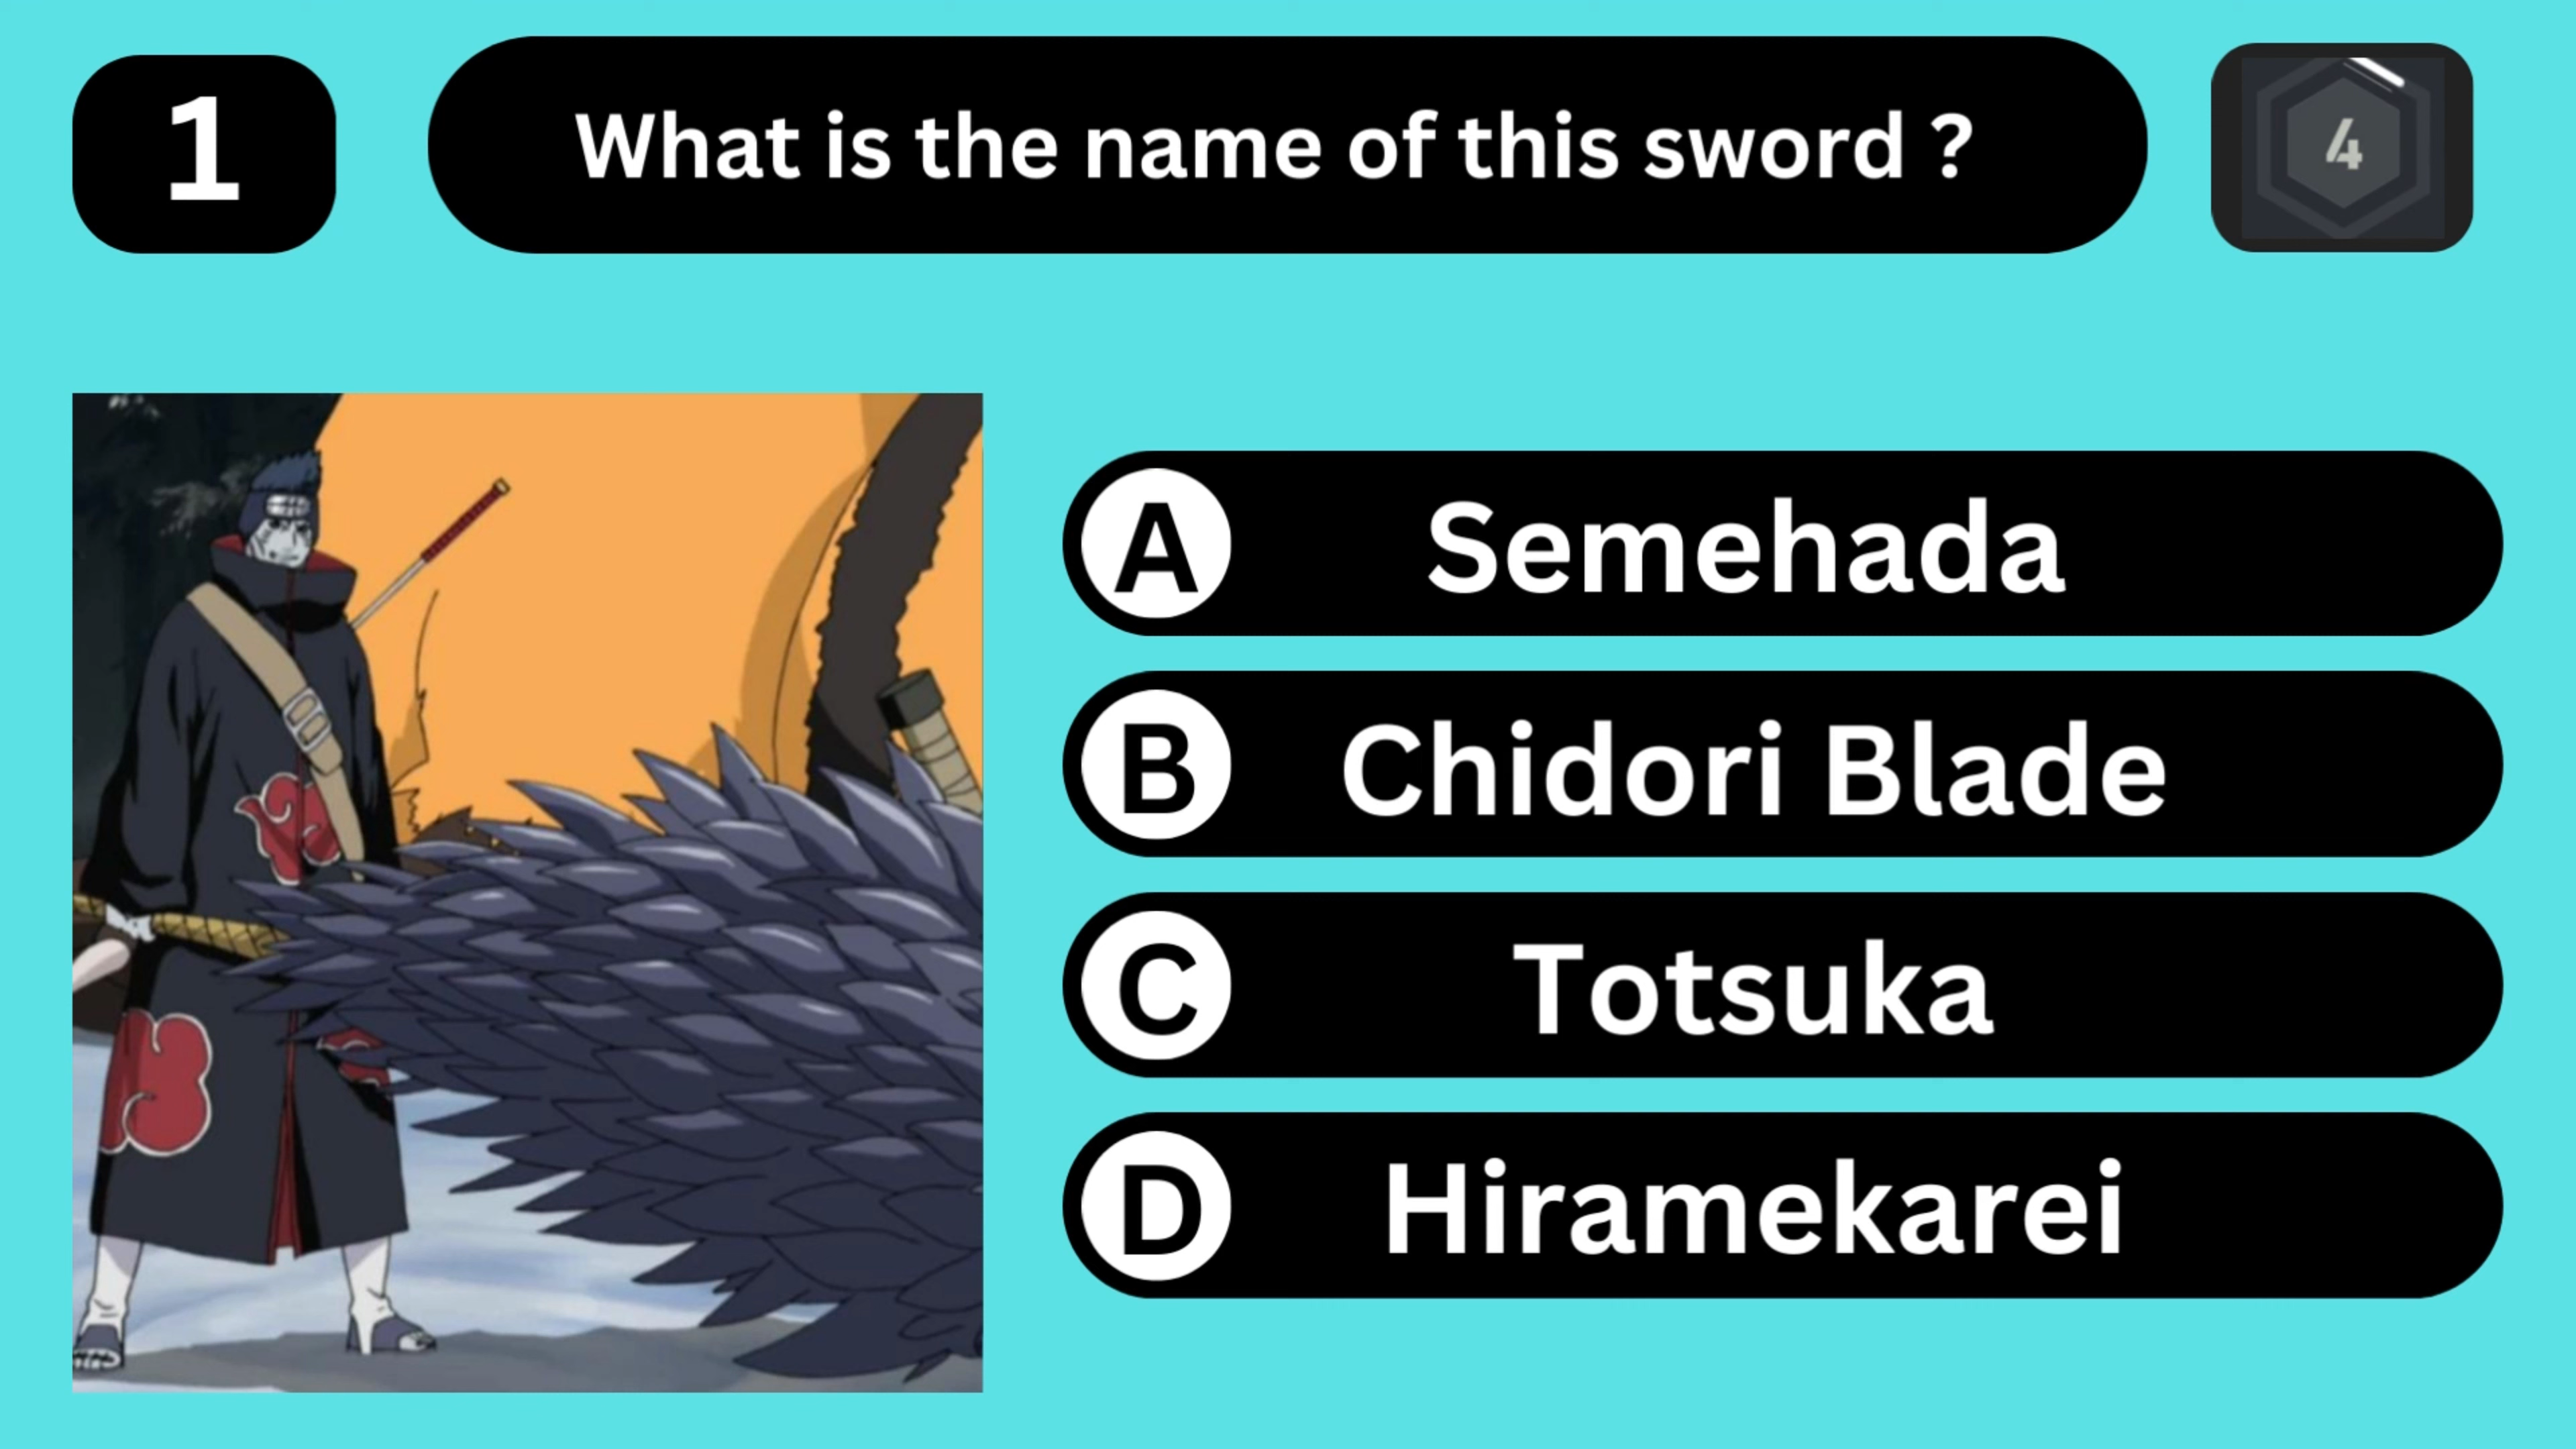 1
What is the name of this sword ?
4
A Semehada
B Chidori Blade
C Totsuka
D Hiramekarei